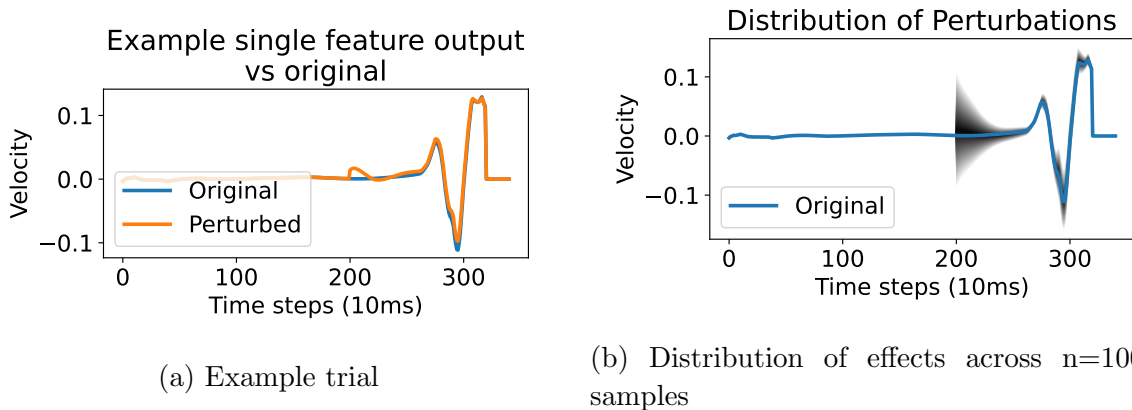 Example single feature output
vs original
Velocity
0.1
0.0
−0.1
Original
Perturbed
0
100
200
300
Time steps (10ms)
(a) Example trial
Distribution of Perturbations
Velocity
0.1
0.0
−0.1
Original
0
100
200
300
Time steps (10ms)
(b) Distribution of effects across
samples